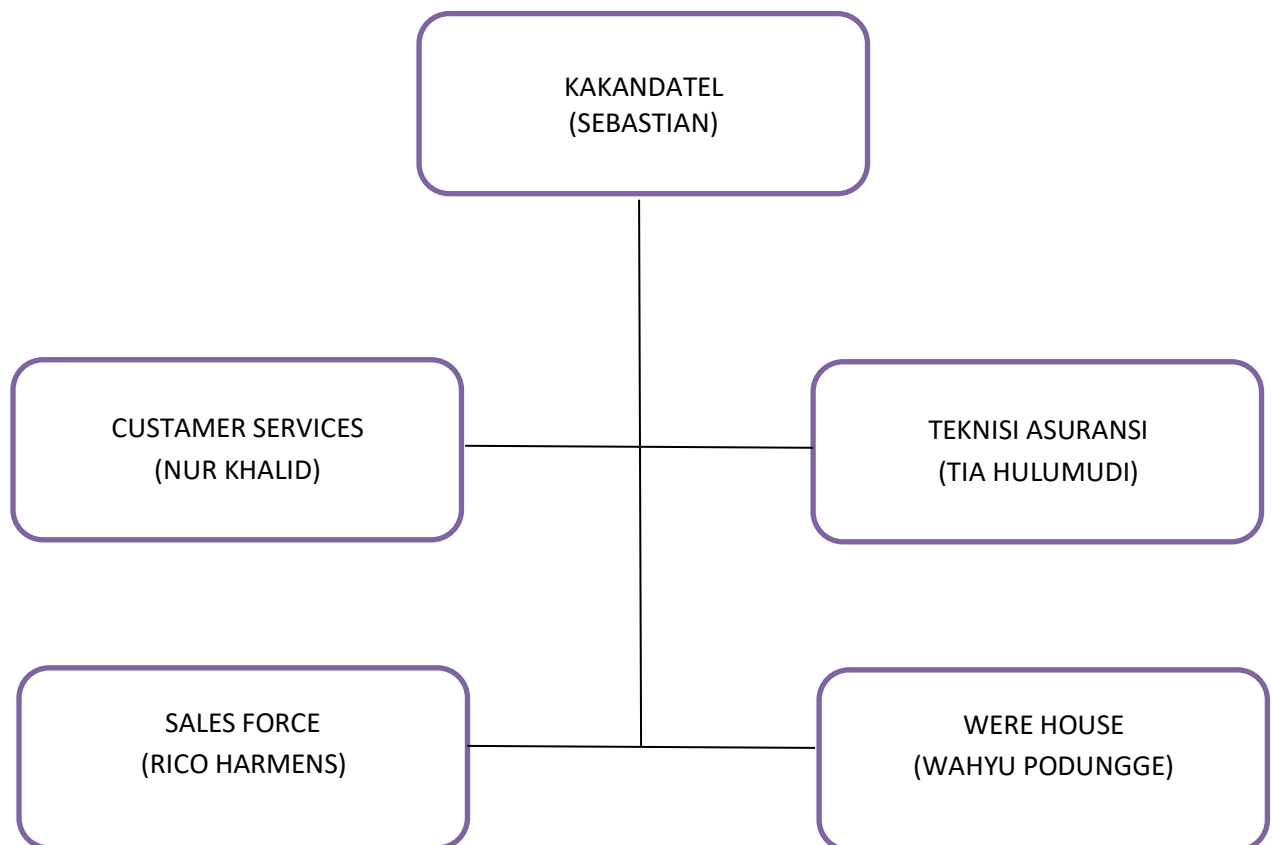 KAKANDATEL
(SEBASTIAN)
CUSTAMER SERVICES
(NUR KHALID)
TEKNISI ASURANSI
(TIA HULUMUDI)
SALES FORCE
(RICO HARMENS)
WERE HOUSE
(WAHYU PODUNGGE)